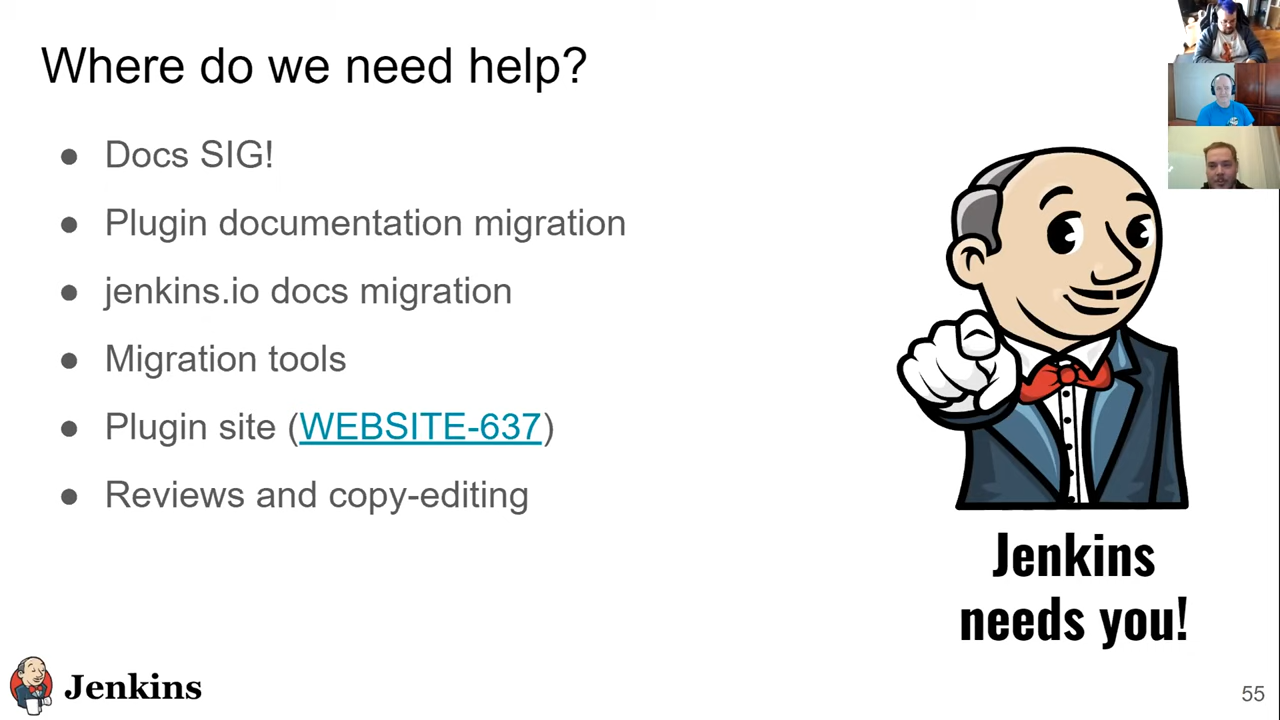 Where do we need help?
● Docs SIG!
● Plugin documentation migration
● jenkins.io docs migration
● Migration tools
● Plugin site (WEBSITE-637)
● Reviews and copy-editing
Jenkins
needs you!
Jenkins
55